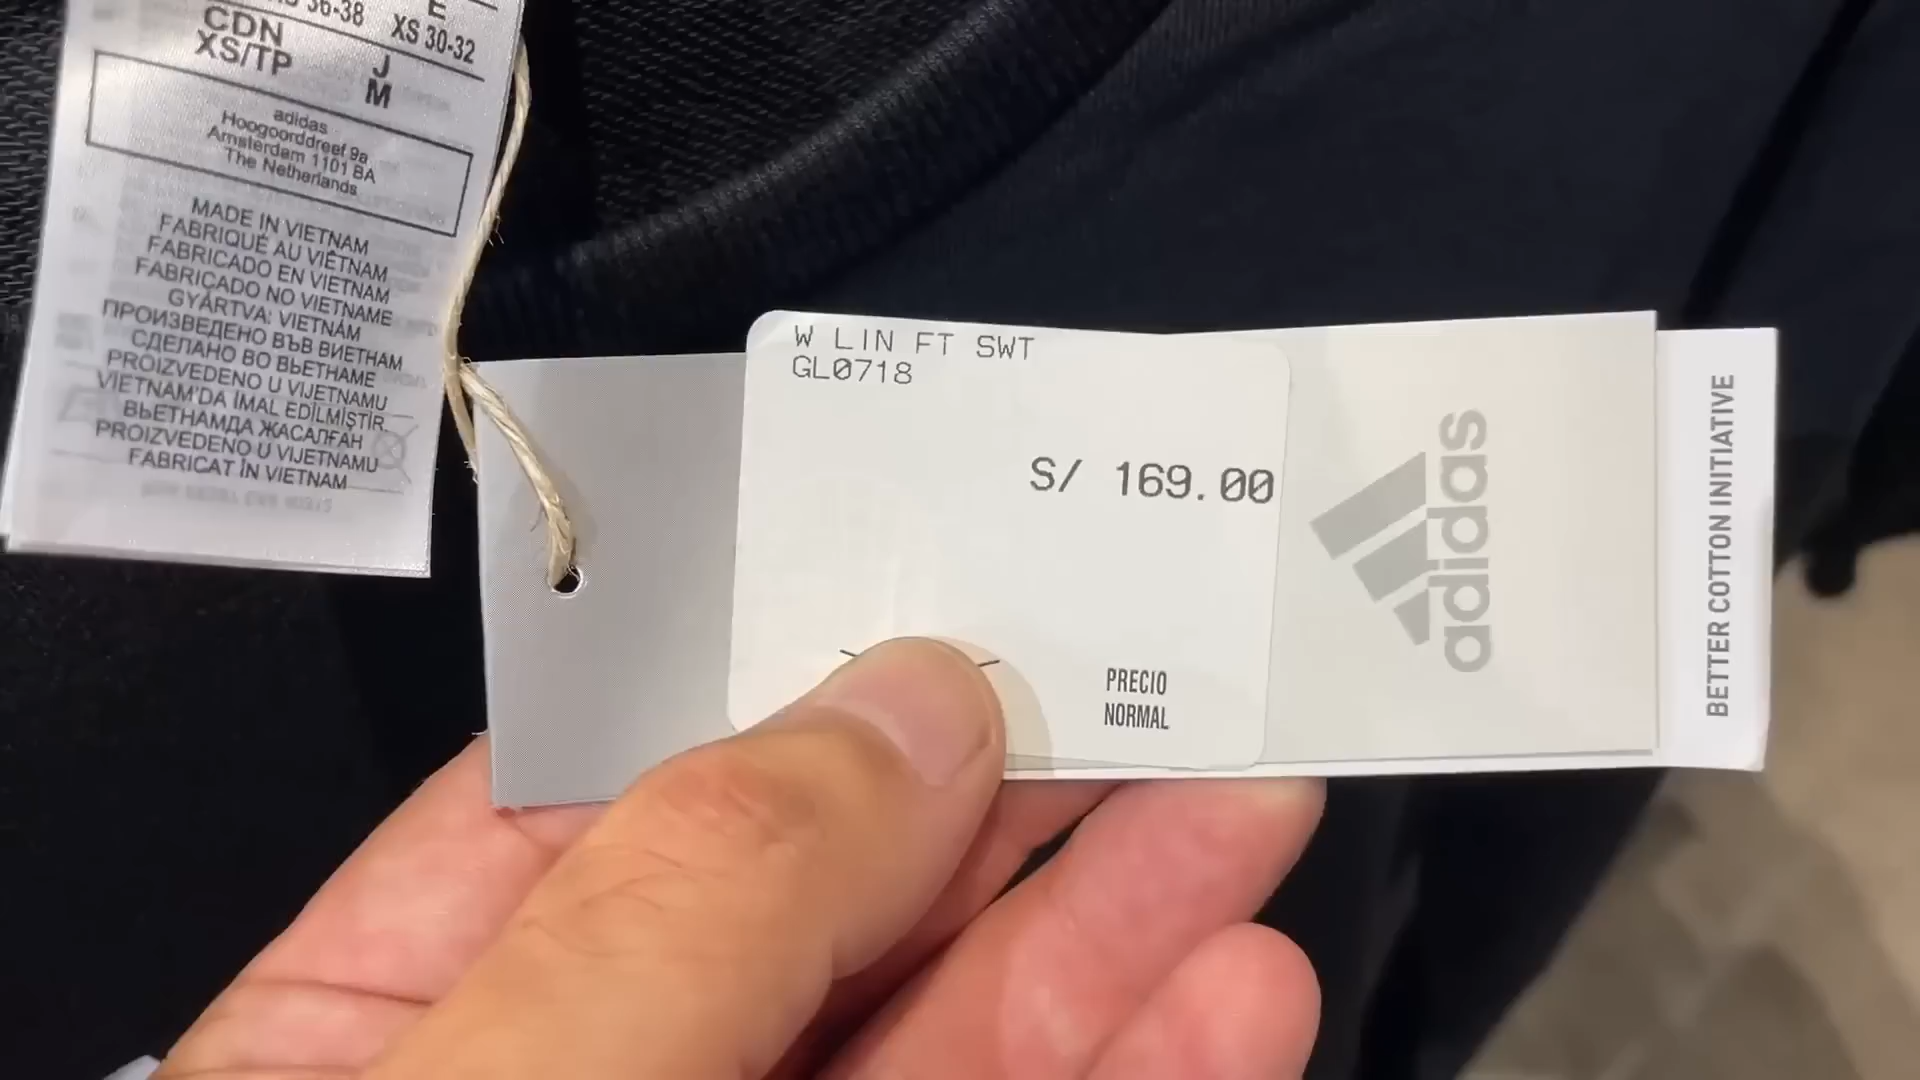 36-38
E
XS 30-32
CDN
XS/TP
J
M
adidas
Hoogoorddreef 9a
Amsterdam 1101 BA
The Netherlands
MADE IN VIETNAM
FABRIQUÉ AU VIÊTNAM
FABRICADO EN VIETNAM
FABRICADO NO VIETNAME
GYÁRTVA: VIETNÁM
ПРОИЗВЕДЕНО ВЪВ ВИЕТНАМ
СДЕЛАНО ВО ВЬЕТНАМЕ
PROIZVEDENO U VIJETNAMU
VIETNAM'DA İMAL EDİLMİŞTİR.
ВЬЕТНАМДА ЖАСАЛҒАН
PROIZVEDENO U VIJETNAMU
FABRICAT ÎN VIETNAM
W LIN FT SWT
GL0718
S/ 169.00
PRECIO
NORMAL
adidas
BETTER COTTON INITIATIVE